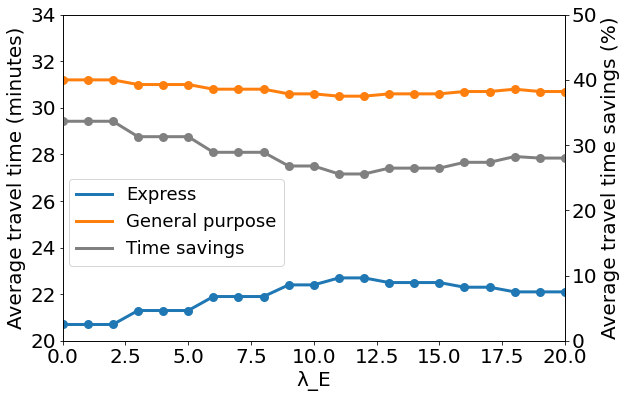 34
32
30
28
26
24
22
20
Average travel time (minutes)
50
40
30
20
10
0
Average travel time savings (%)
Express
General purpose
Time savings
0.0 2.5 5.0 7.5 10.0 12.5 15.0 17.5 20.0
λ_E